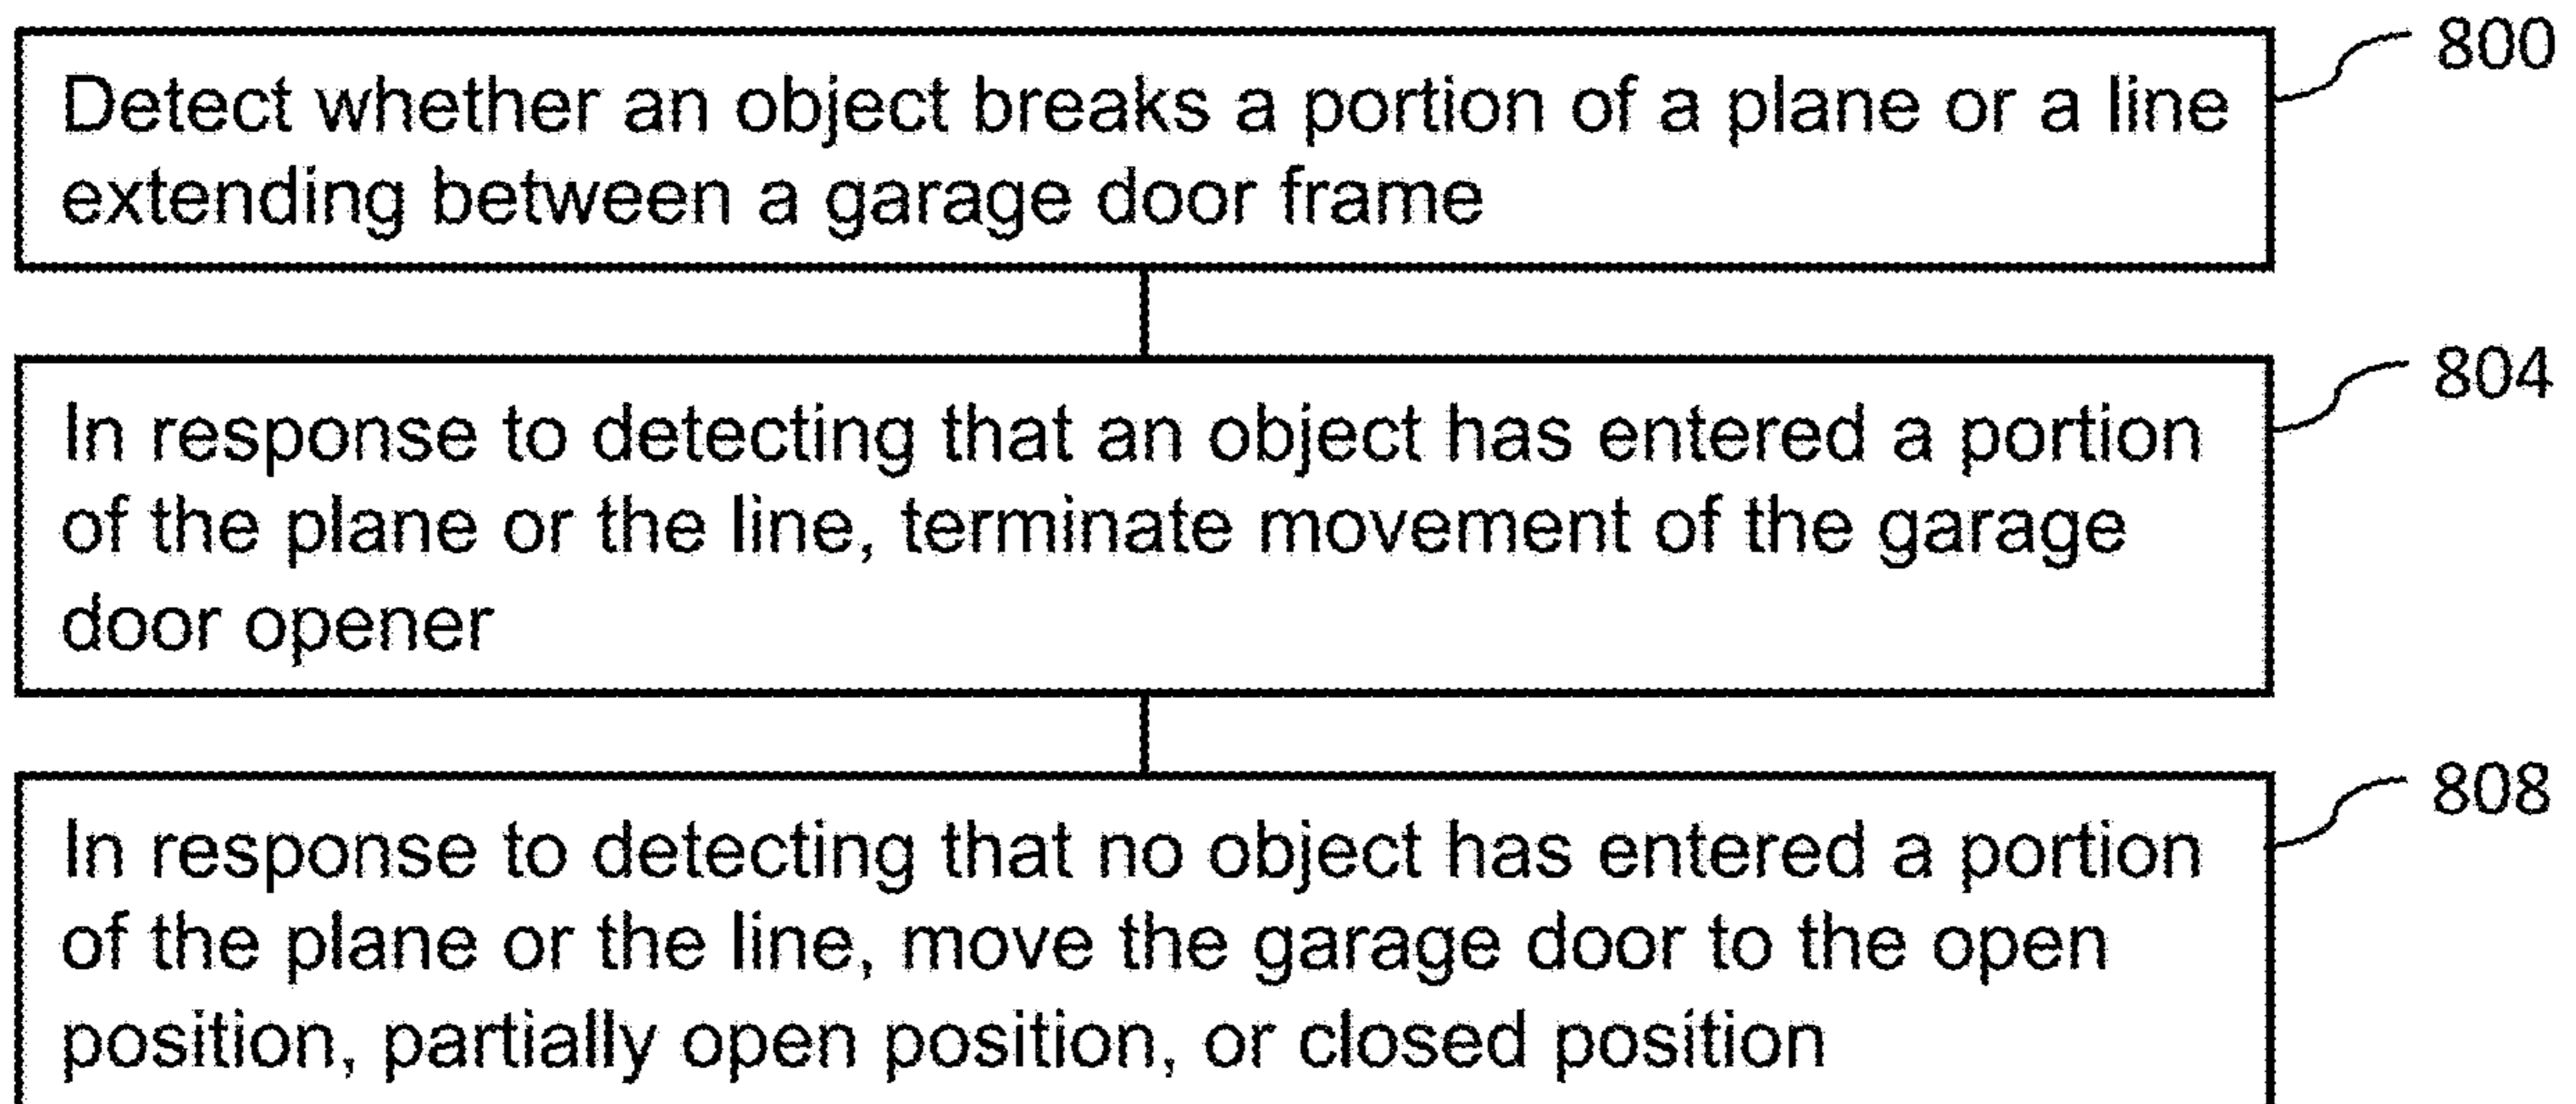 Detect whether an object breaks a portion of a plane or a line
extending between a garage door frame
800
In response to detecting that an object has entered a portion
of the plane or the line, terminate movement of the garage
door opener
804
In response to detecting that no object has entered a portion
of the plane or the line, move the garage door to the open
position, partially open position, or closed position
808